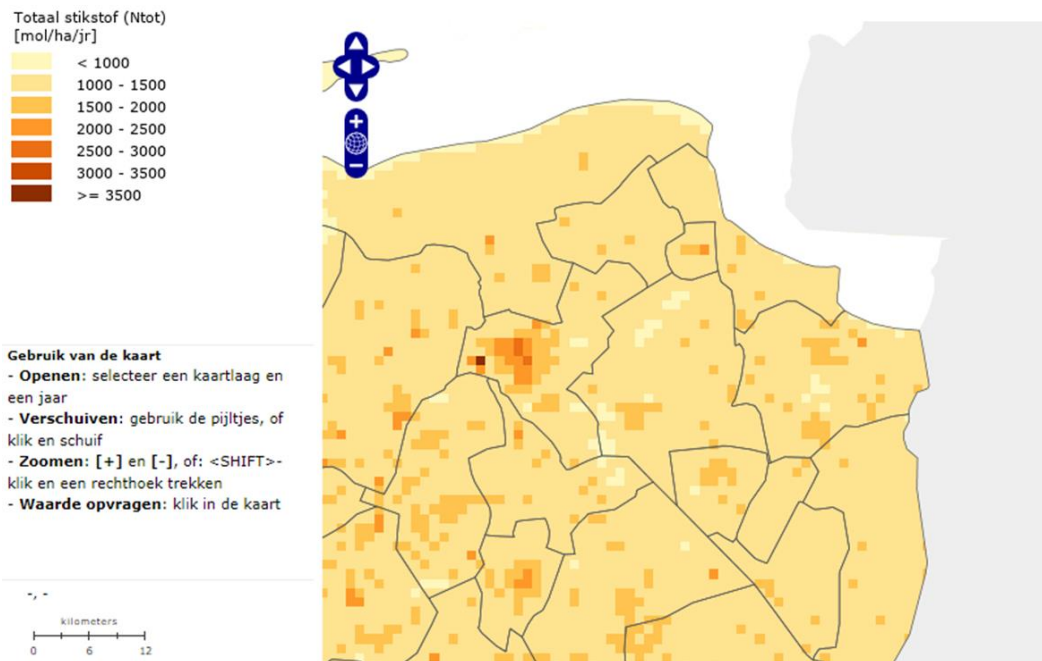 Totaal stikstof (Ntot)
[mol/ha/jr]
< 1000
1000 - 1500
1500 - 2000
2000 - 2500
2500 - 3000
3000 - 3500
>= 3500
Gebruik van de kaart
- Openen: selecteer een kaartlaag en
een jaar
- Verschuiven: gebruik de pijltjes, of
klik en schuif
- Zoomen: [+] en [-], of: <SHIFT>-
klik en een rechthoek trekken
- Waarde opvragen: klik in de kaart
-, -
kilometers
0 6 12